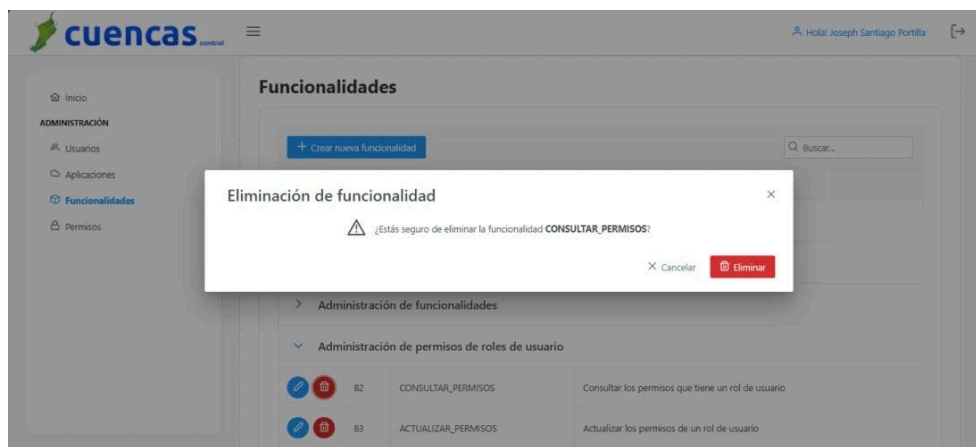 cuencas control
Hola! Joseph Santiago Portilla
Inicio
ADMINISTRACIÓN
Usuarios
Aplicaciones
Funcionalidades
Permisos
Funcionalidades
+ Crear nueva funcionalidad
Buscar...
Eliminación de funcionalidad
¿Estás seguro de eliminar la funcionalidad CONSULTAR_PERMISOS?
Cancelar
Eliminar
Administración de funcionalidades
Administración de permisos de roles de usuario
82 CONSULTAR_PERMISOS Consultar los permisos que tiene un rol de usuario
83 ACTUALIZAR_PERMISOS Actualizar los permisos de un rol de usuario